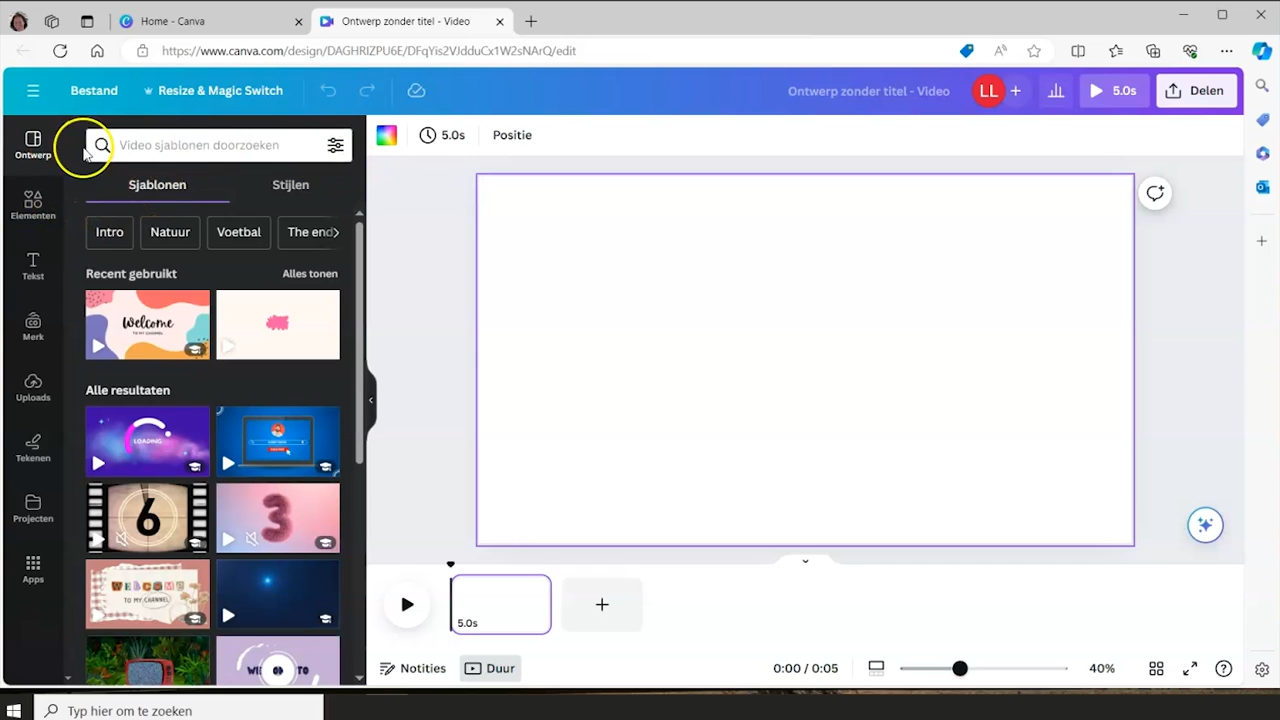 Home - Canva
Ontwerp zonder titel - Video
https://www.canva.com/design/DAGHRIZPU6E/DFqYis2VJdduCx1W2sNArQ/edit
Bestand
Resize & Magic Switch
Ontwerp zonder titel - Video
LL
5.0s
Delen
Ontwerp
Video sjablonen doorzoeken
5.0s
Positie
Sjablonen
Stijlen
Elementen
Intro
Natuur
Voetbal
The end
Tekst
Recent gebruikt
Alles tonen
Welcome
TO MY CHANNEL
Merk
Uploads
Alle resultaten
LOADING
Tekenen
Projecten
6
3
Apps
WELCOME
TO MY CHANNEL
5.0s
Notities
Duur
0:00 / 0:05
40%
Typ hier om te zoeken